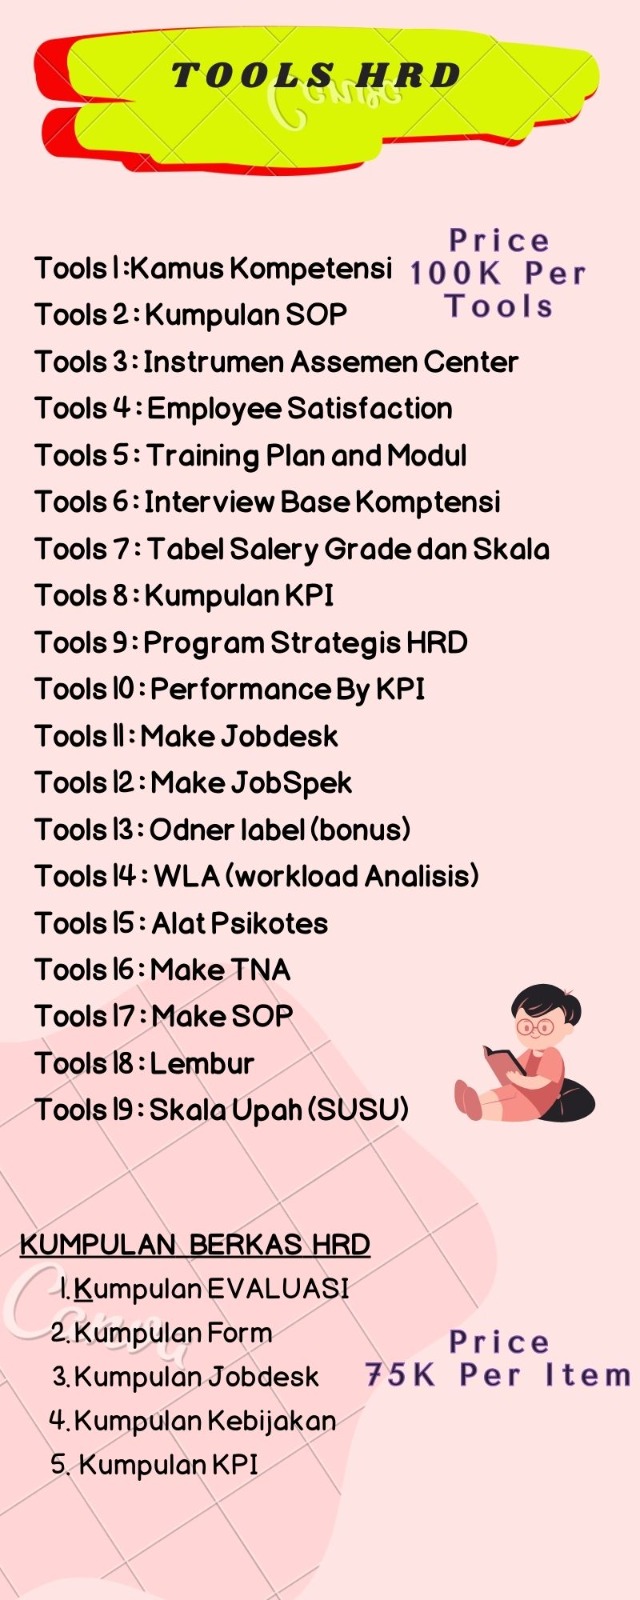 TOOLS HRD
Canva
Price
100K Per
Tools
Tools 1:Kamus Kompetensi
Tools 2: Kumpulan SOP
Tools 3: Instrumen Assemen Center
Tools 4: Employee Satisfaction
Tools 5: Training Plan and Modul
Tools 6: Interview Base Komptensi
Tools 7: Tabel Salery Grade dan Skala
Tools 8: Kumpulan KPI
Tools 9: Program Strategis HRD
Tools 10: Performance By KPI
Tools 11: Make Jobdesk
Tools 12: Make JobSpek
Tools 13: Odner label (bonus)
Tools 14: WLA (workload Analisis)
Tools 15: Alat Psikotes
Tools 16: Make TNA
Tools 17: Make SOP
Tools 18: Lembur
Tools 19: Skala Upah (SUSU)
KUMPULAN BERKAS HRD
1. Kumpulan EVALUASI
2. Kumpulan Form
3. Kumpulan Jobdesk
4. Kumpulan Kebijakan
5. Kumpulan KPI
Canva
Price
75K Per Item